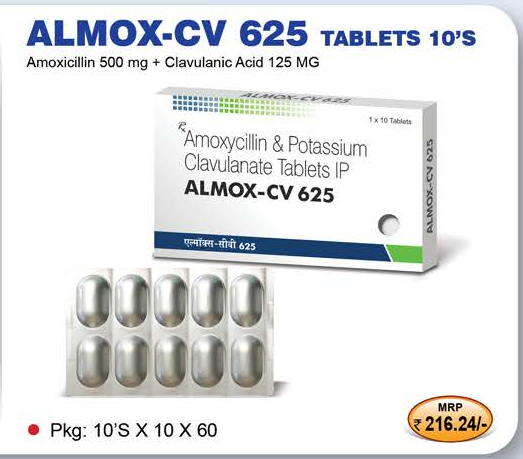 ALMOX-CV 625 TABLETS 10'S
Amoxicillin 500 mg + Clavulanic Acid 125 MG
ALMOX-CV 625
1 x 10 Tablets
Rx
Amoxycillin & Potassium
Clavulanate Tablets IP
ALMOX-CV 625
एल्मॉक्स-सीवी 625
ALMOX-CV 625
Pkg: 10'S X 10 X 60
MRP
₹ 216.24/-